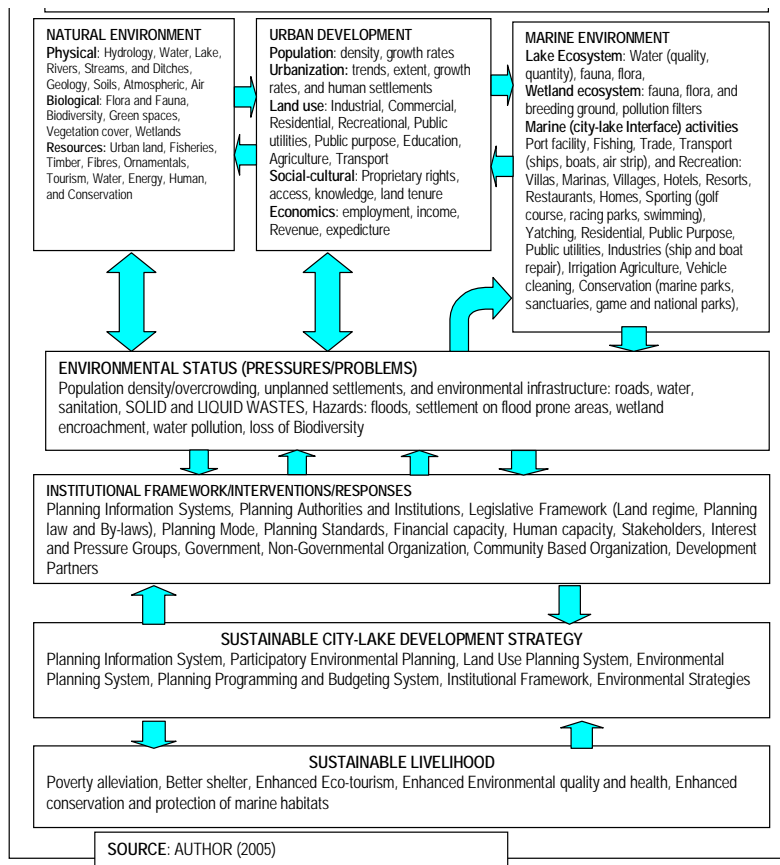 NATURAL ENVIRONMENT
Physical: Hydrology, Water, Lake,
Rivers, Streams, and Ditches,
Geology, Soils, Atmospheric, Air
Biological: Flora and Fauna,
Biodiversity, Green spaces,
Vegetation cover, Wetlands
Resources: Urban land, Fisheries,
Timber, Fibres, Ornamentals,
Tourism, Water, Energy, Human,
and Conservation
URBAN DEVELOPMENT
Population: density, growth rates
Urbanization: trends, extent, growth
rates, and human settlements
Land use: Industrial, Commercial,
Residential, Recreational, Public
utilities, Public purpose, Education,
Agriculture, Transport
Social-cultural: Proprietary rights,
access, knowledge, land tenure
Economics: employment, income,
Revenue, expedicture
MARINE ENVIRONMENT
Lake Ecosystem: Water (quality,
quantity), fauna, flora,
Wetland ecosystem: fauna, flora, and
breeding ground, pollution filters
Marine (city-lake Interface) activities
Port facility, Fishing, Trade, Transport
(ships, boats, air strip), and Recreation:
Villas, Marinas, Villages, Hotels, Resorts,
Restaurants, Homes, Sporting (golf
course, racing parks, swimming),
Yatching, Residential, Public Purpose,
Public utilities, Industries (ship and boat
repair), Irrigation Agriculture, Vehicle
cleaning, Conservation (marine parks,
sanctuaries, game and national parks),
ENVIRONMENTAL STATUS (PRESSURES/PROBLEMS)
Population density/overcrowding, unplanned settlements, and environmental infrastructure: roads, water,
sanitation, SOLID and LIQUID WASTES, Hazards: floods, settlement on flood prone areas, wetland
encroachment, water pollution, loss of Biodiversity
INSTITUTIONAL FRAMEWORK/INTERVENTIONS/RESPONSES
Planning Information Systems, Planning Authorities and Institutions, Legislative Framework (Land regime, Planning
law and By-laws), Planning Mode, Planning Standards, Financial capacity, Human capacity, Stakeholders, Interest
and Pressure Groups, Government, Non-Governmental Organization, Community Based Organization, Development
Partners
SUSTAINABLE CITY-LAKE DEVELOPMENT STRATEGY
Planning Information System, Participatory Environmental Planning, Land Use Planning System, Environmental
Planning System, Planning Programming and Budgeting System, Institutional Framework, Environmental Strategies
SUSTAINABLE LIVELIHOOD
Poverty alleviation, Better shelter, Enhanced Eco-tourism, Enhanced Environmental quality and health, Enhanced
conservation and protection of marine habitats
SOURCE: AUTHOR (2005)